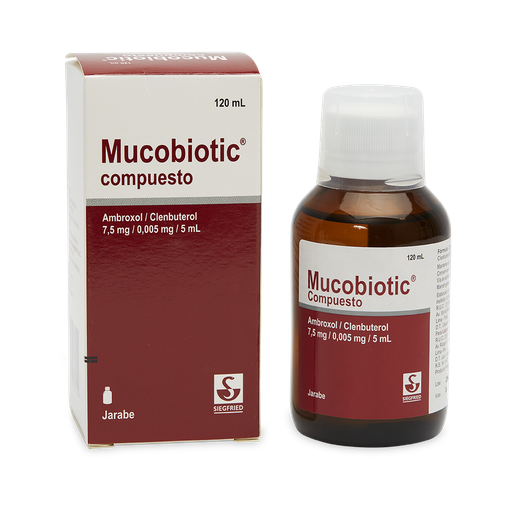 Mucobiotic
120 mL
Mucobiotic®
compuesto
Ambroxol / Clenbuterol
7,5 mg / 0,005 mg / 5 mL
Jarabe
SIEGFRIED
120 mL
Mucobiotic®
Compuesto
Ambroxol / Clenbuterol
7,5 mg / 0,005 mg / 5 mL
Jarabe
SIEGFRIED